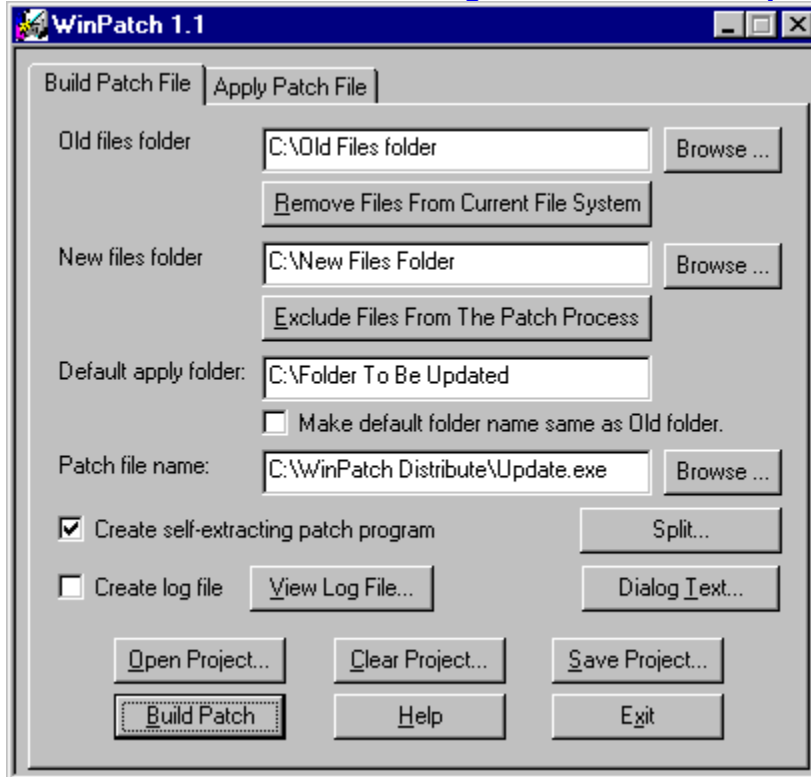 WinPatch 1.1
Build Patch File Apply Patch File
Old files folder C:\Old Files folder Browse ...
Remove Files From Current File System
New files folder C:\New Files Folder Browse ...
Exclude Files From The Patch Process
Default apply folder: C:\Folder To Be Updated
Make default folder name same as Old folder.
Patch file name: C:\WinPatch Distribute\Update.exe Browse ...
Create self-extracting patch program Split...
Create log file View Log File... Dialog Text...
Open Project... Clear Project... Save Project...
Build Patch Help Exit